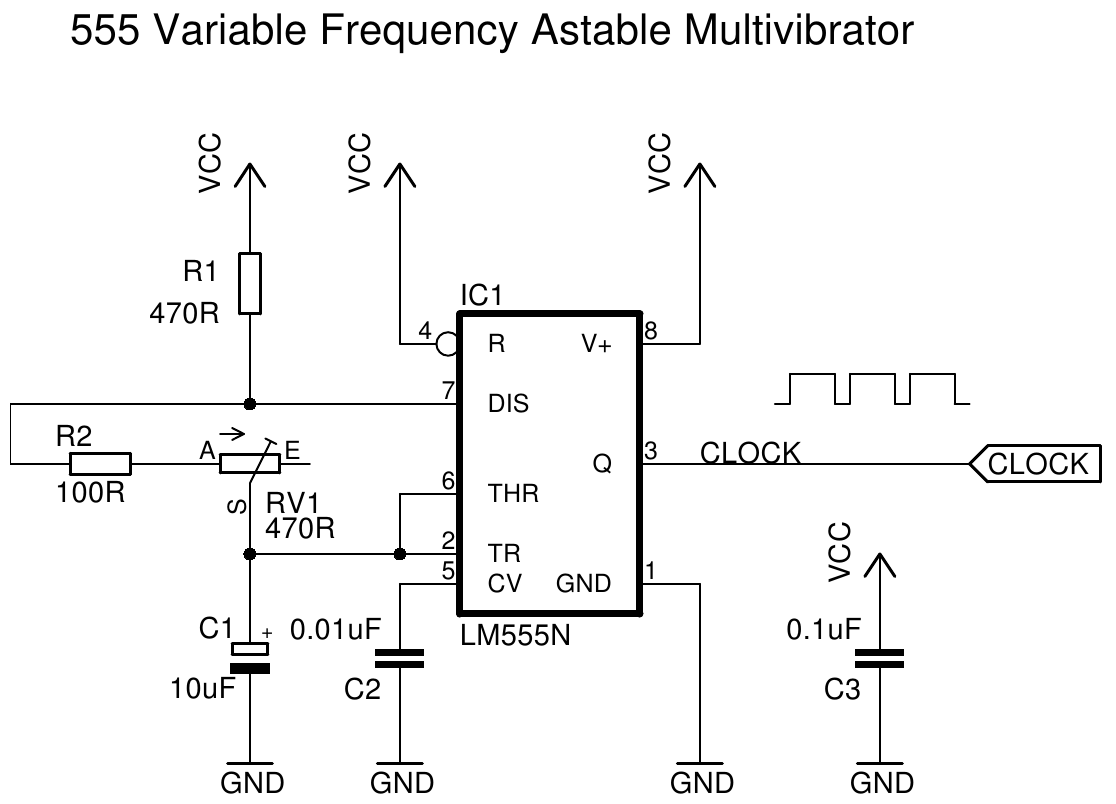 555 Variable Frequency Astable Multivibrator
VCC
VCC
VCC
R1
470R
IC1
4
R
V+
8
7
DIS
R2
100R
A
E
S
RV1
470R
Q
3
CLOCK
CLOCK
6
THR
2
TR
5
CV
GND
1
LM555N
C1
+
10uF
0.01uF
C2
VCC
0.1uF
C3
GND
GND
GND
GND